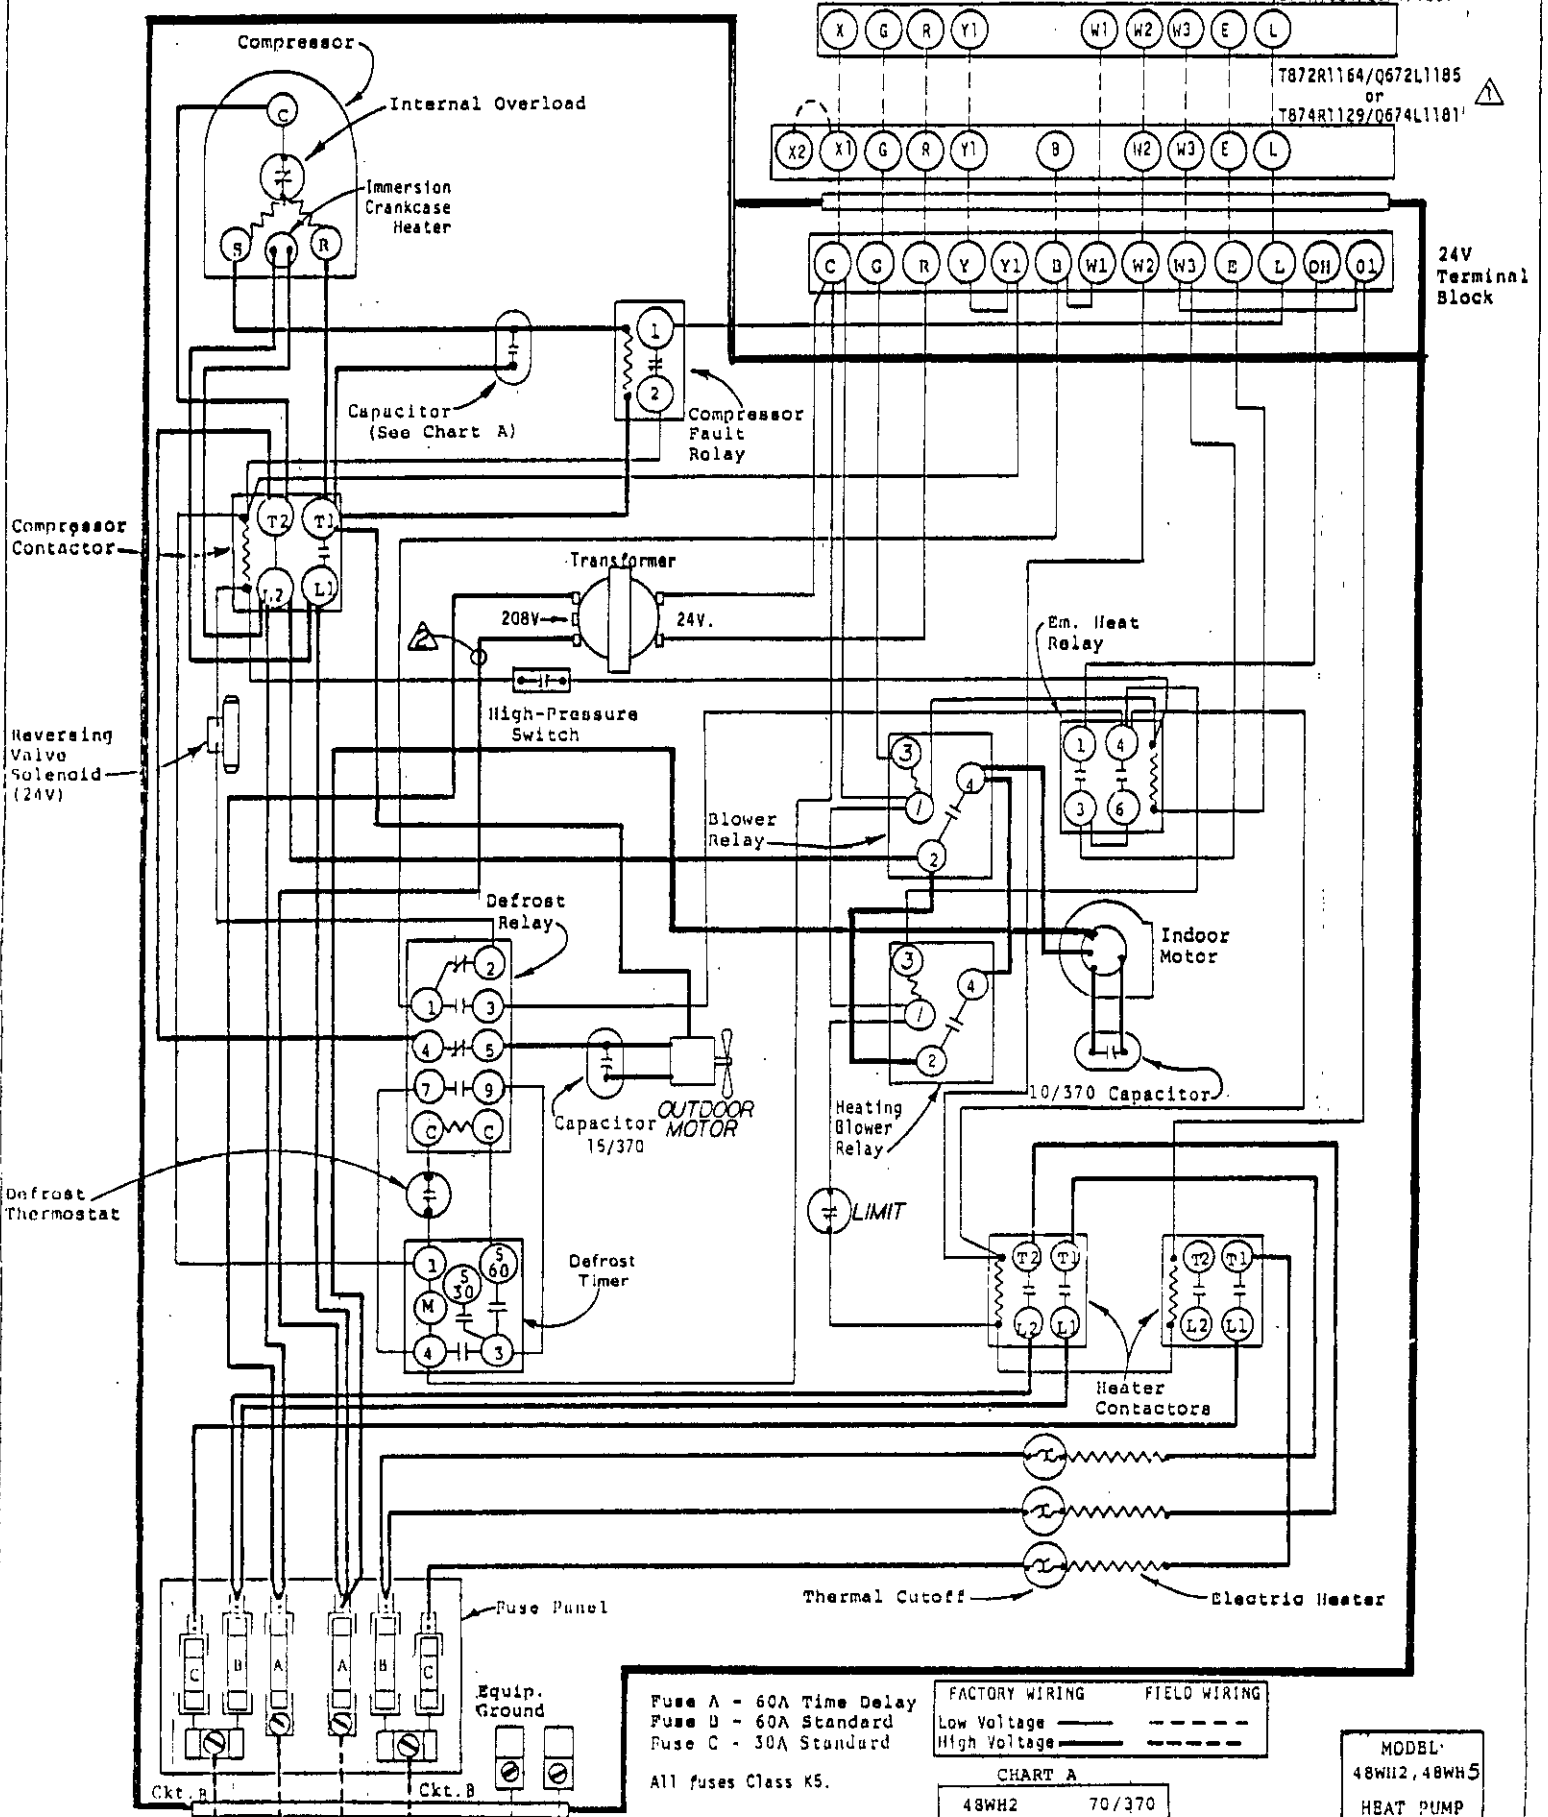 X G R Y1 W1 W2 W3 E L
T872R1164/Q672L1185
or
T874R1129/Q674L1181
1
X2 X1 G R Y1 B W2 W3 E L
C G R Y Y1 B W1 W2 W3 E L OH O1
24V
Terminal
Block
Compressor
Internal Overload
Immersion
Crankcase
Heater
C
S R
Capacitor
(See Chart A)
1
2
Compressor
Fault
Relay
Compressor
Contactor
T2 T1
L2 L1
Transformer
208V
24V.
2
High-Pressure
Switch
Reversing
Valve
Solenoid
(24V)
Em. Heat
Relay
1 4
3 6
Blower
Relay
3
4
1
2
Defrost
Relay
2
1 3
4 5
7 9
C C
Indoor
Motor
3
4
1
2
10/370 Capacitor
Heating
Blower
Relay
Capacitor
15/370
OUTDOOR
MOTOR
Defrost
Thermostat
LIMIT
Defrost
Timer
1
S
30
S
60
M
4 3
T2 T1
L2 L1
T2 T1
L2 L1
Heater
Contactors
Thermal Cutoff
Electric Heater
Fuse Panel
C B A A B C
Equip.
Ground
Ckt.B
Ckt.B
Fuse A - 60A Time Delay
Fuse B - 60A Standard
Fuse C - 30A Standard
All fuses Class K5.
FACTORY WIRING FIELD WIRING
Low Voltage
High Voltage
CHART A
48WH2 70/370
MODEL
48WH2, 48WH5
HEAT PUMP